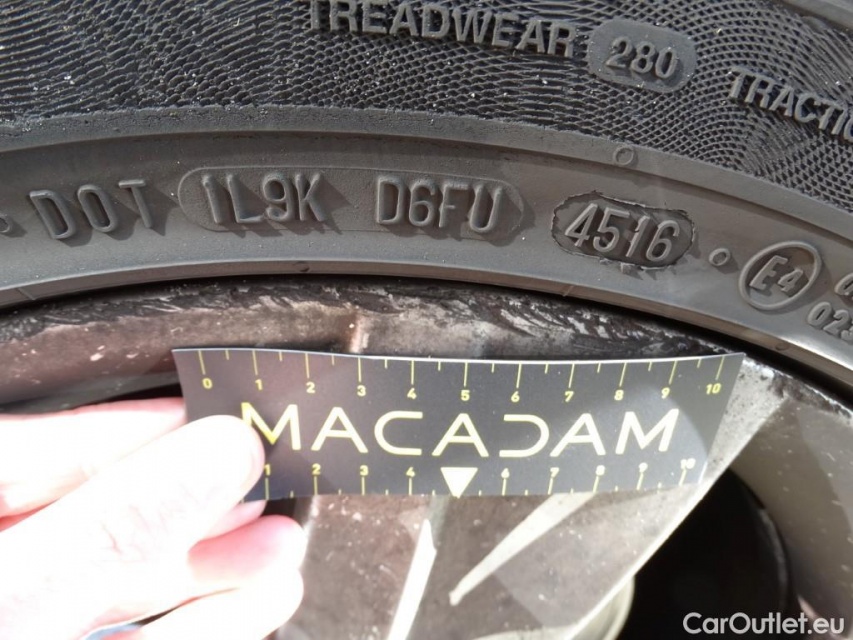 TREADWEAR 280 TRACTIO
DOT 1L9K D6FU 4516 E4
02
0 1 2 3 4 5 6 7 8 9 10
MACADAM
1 2 3 4 6 7 8 9 10
CarOutlet.eu